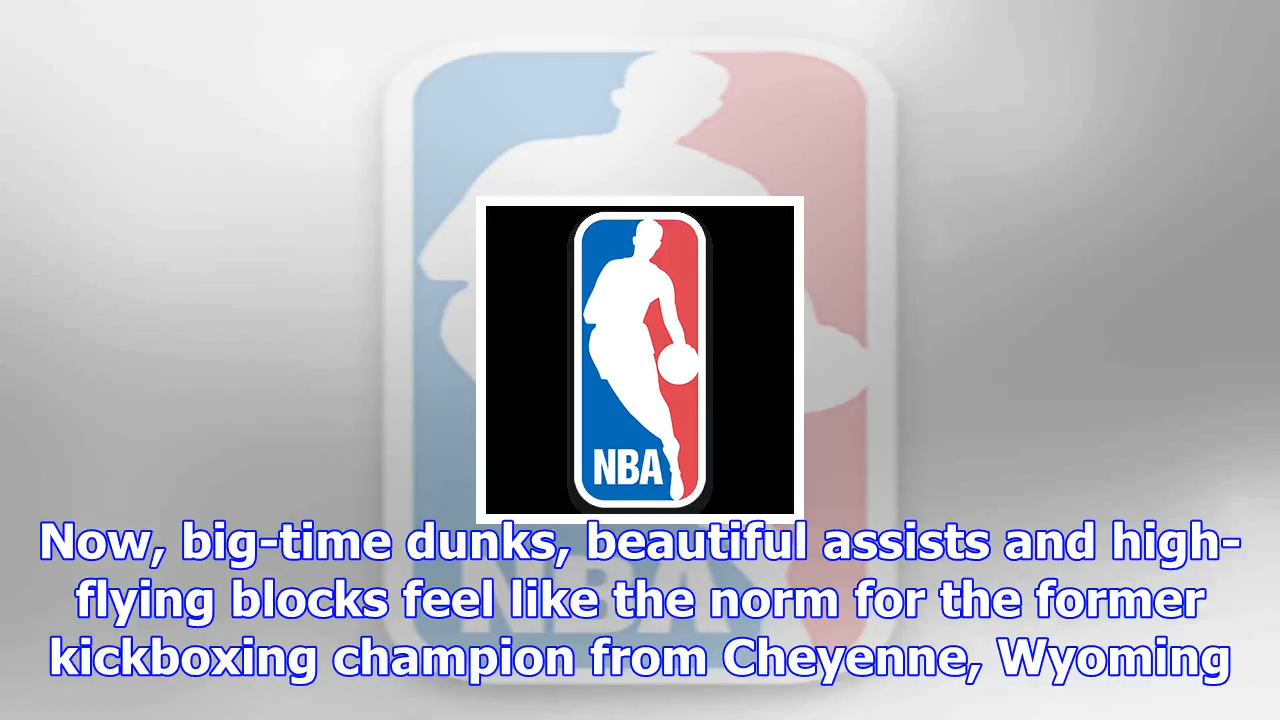 NBA
NBA
Now, big-time dunks, beautiful assists and high-
flying blocks feel like the norm for the former
kickboxing champion from Cheyenne, Wyoming